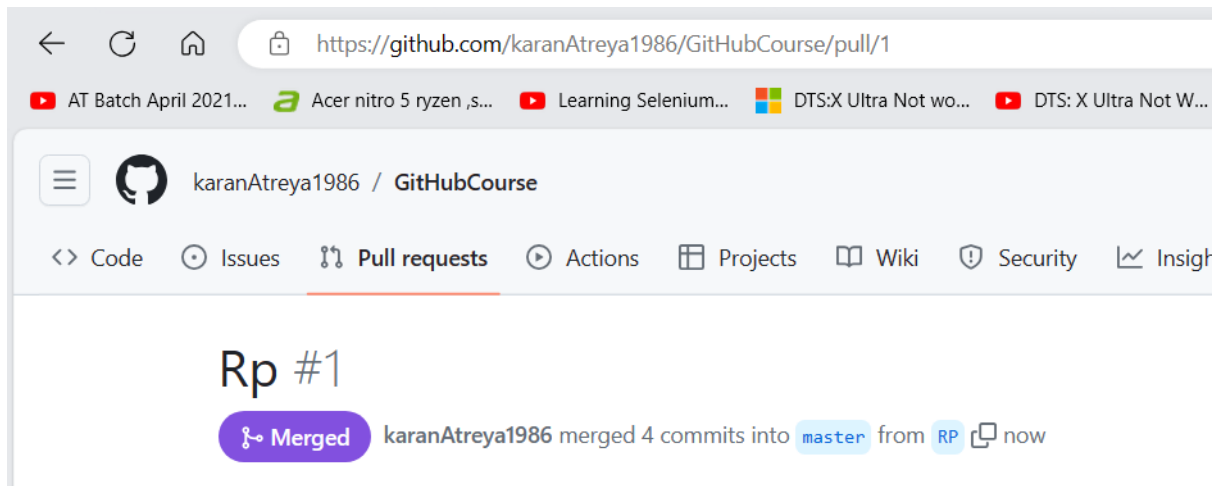 https://github.com/karanAtreya1986/GitHubCourse/pull/1
AT Batch April 2021... Acer nitro 5 ryzen ,s... Learning Selenium... DTS:X Ultra Not wo... DTS: X Ultra Not W...
karanAtreya1986 / GitHubCourse
<> Code Issues Pull requests Actions Projects Wiki Security Insigh
Rp #1
Merged karanAtreya1986 merged 4 commits into master from RP now